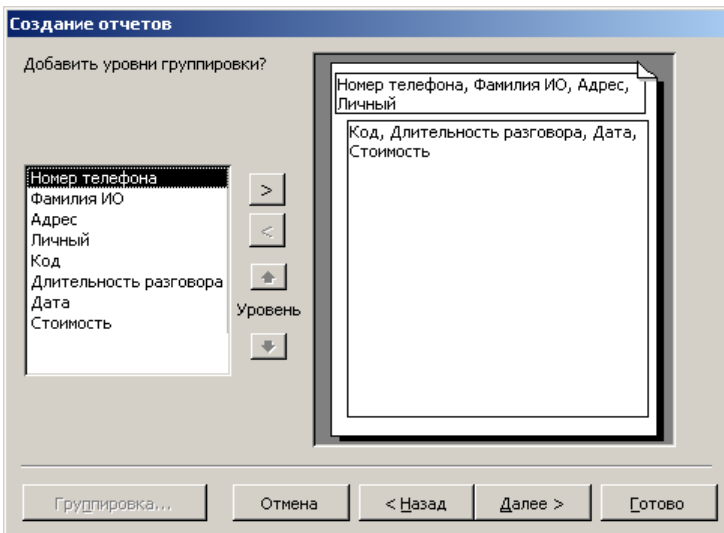 Создание отчетов
Добавить уровни группировки?
Номер телефона
Фамилия ИО
Адрес
Личный
Код
Длительность разговора
Дата
Стоимость
>
<
Уровень
Номер телефона, Фамилия ИО, Адрес,
Личный
Код, Длительность разговора, Дата,
Стоимость
Группировка...
Отмена
< Назад
Далее >
Готово